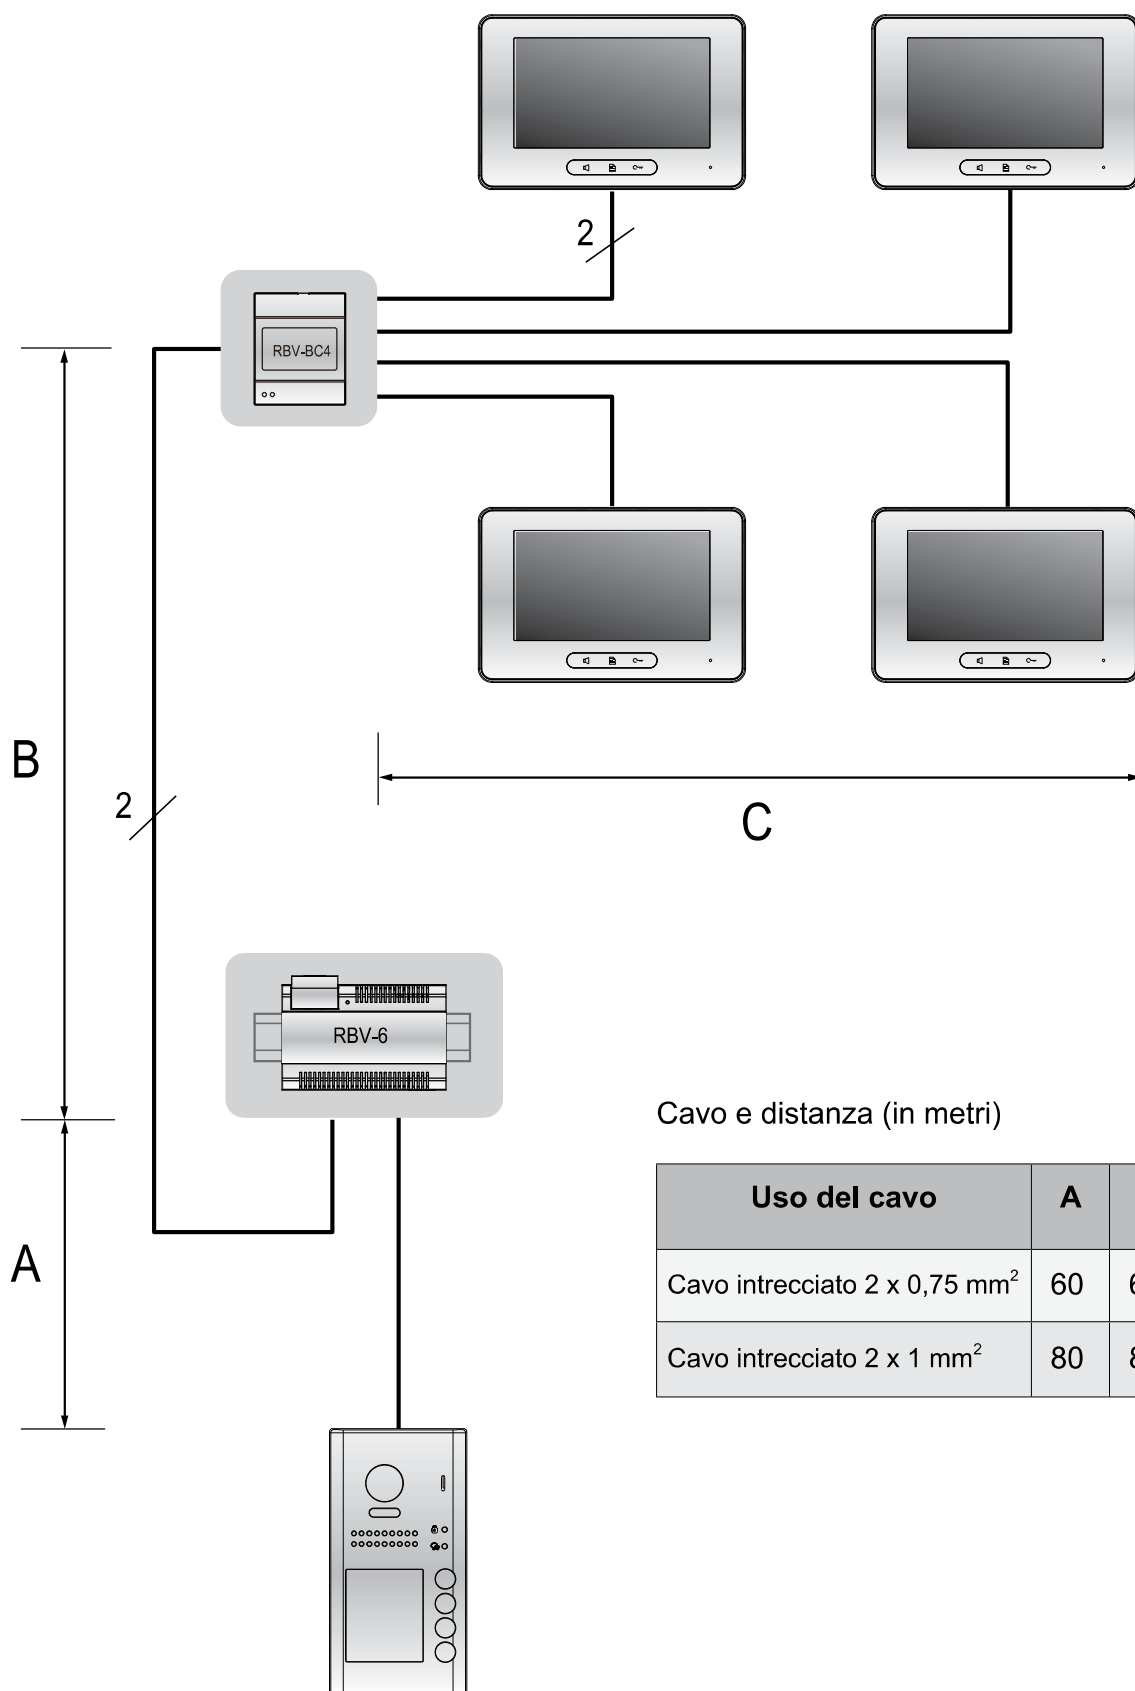 2
RBV-BC4
B
2
C
RBV-6
A
Cavo e distanza (in metri)
Uso del cavo A
Cavo intrecciato 2 x 0,75 mm² 60
Cavo intrecciato 2 x 1 mm² 80